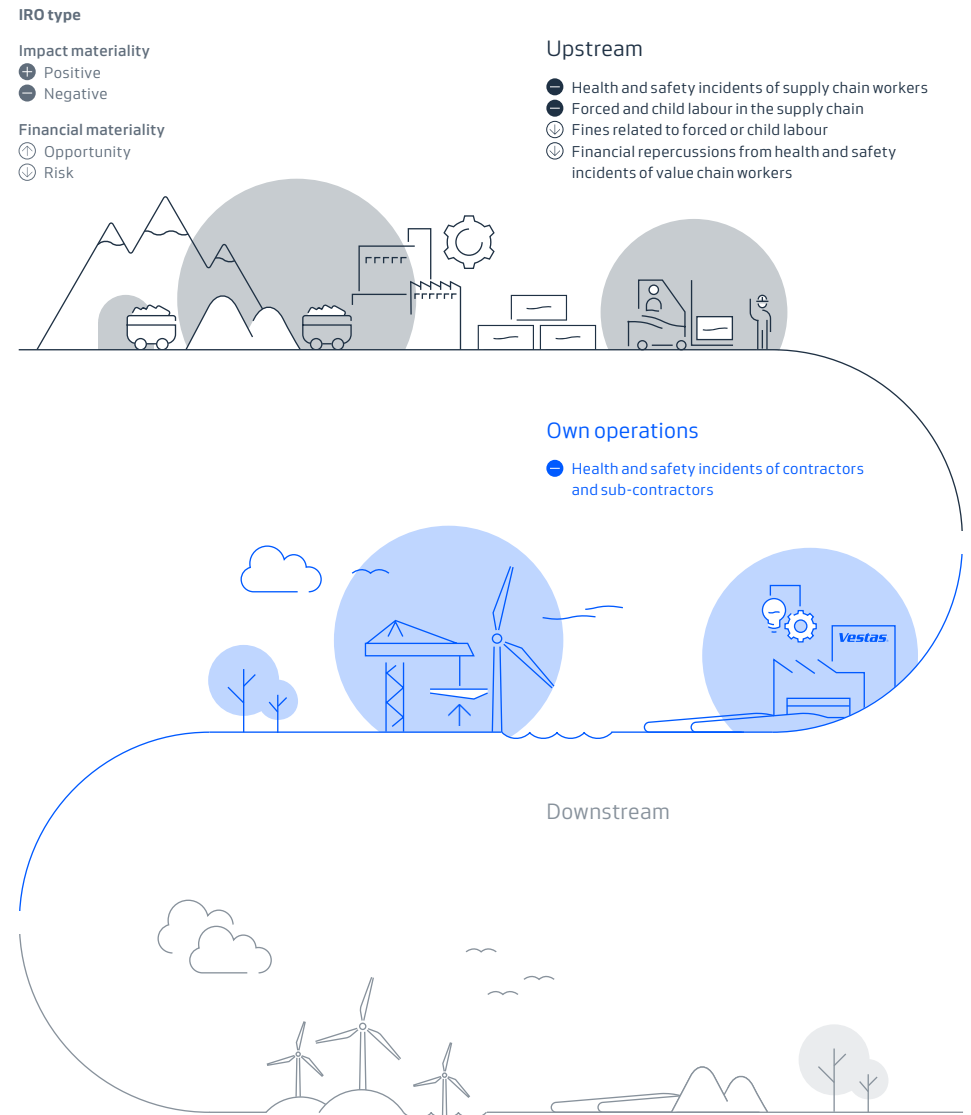 IRO type
Impact materiality
Positive
Negative
Financial materiality
Opportunity
Risk
Upstream
Health and safety incidents of supply chain workers
Forced and child labour in the supply chain
Fines related to forced or child labour
Financial repercussions from health and safety
incidents of value chain workers
Own operations
Health and safety incidents of contractors
and sub-contractors
Vestas
Downstream